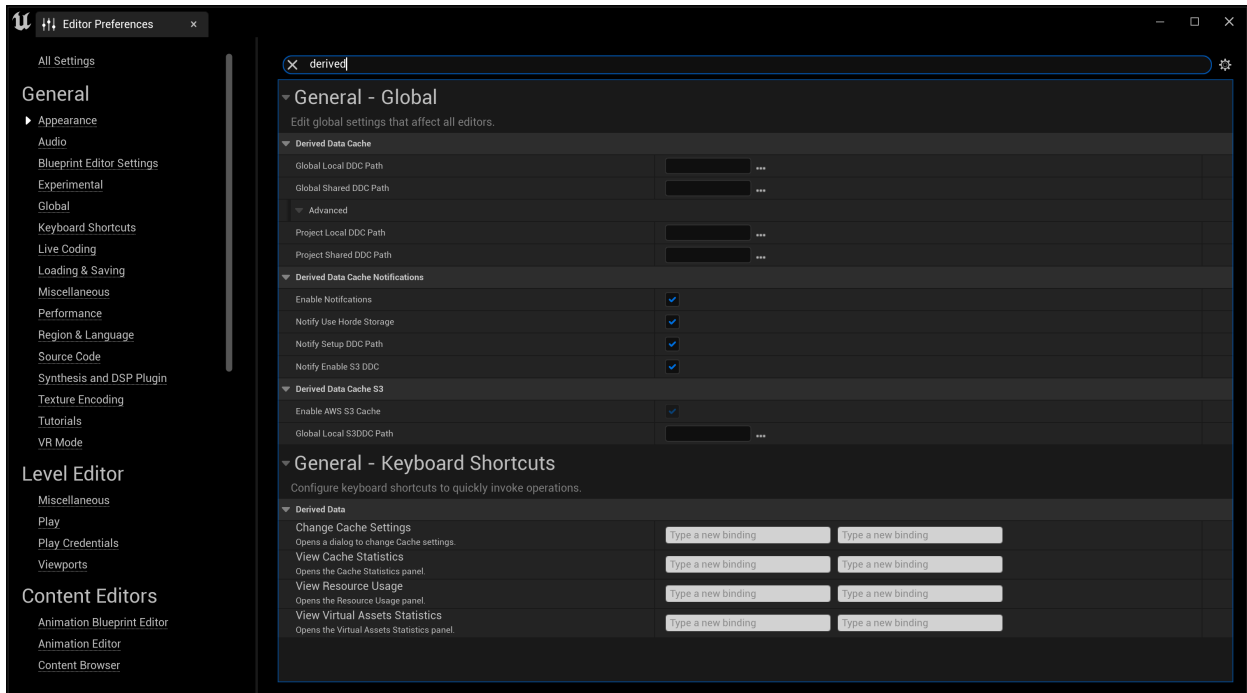 Editor Preferences
All Settings
General
Appearance
Audio
Blueprint Editor Settings
Experimental
Global
Keyboard Shortcuts
Live Coding
Loading & Saving
Miscellaneous
Performance
Region & Language
Source Code
Synthesis and DSP Plugin
Texture Encoding
Tutorials
VR Mode
Level Editor
Miscellaneous
Play
Play Credentials
Viewports
Content Editors
Animation Blueprint Editor
Animation Editor
Content Browser
derived
General - Global
Edit global settings that affect all editors.
Derived Data Cache
Global Local DDC Path
Global Shared DDC Path
Advanced
Project Local DDC Path
Project Shared DDC Path
Derived Data Cache Notifications
Enable Notifcations
Notify Use Horde Storage
Notify Setup DDC Path
Notify Enable S3 DDC
Derived Data Cache S3
Enable AWS S3 Cache
Global Local S3DDC Path
General - Keyboard Shortcuts
Configure keyboard shortcuts to quickly invoke operations.
Derived Data
Change Cache Settings
Opens a dialog to change Cache settings.
Type a new binding Type a new binding
View Cache Statistics
Opens the Cache Statistics panel.
Type a new binding Type a new binding
View Resource Usage
Opens the Resource Usage panel.
Type a new binding Type a new binding
View Virtual Assets Statistics
Opens the Virtual Assets Statistics panel.
Type a new binding Type a new binding